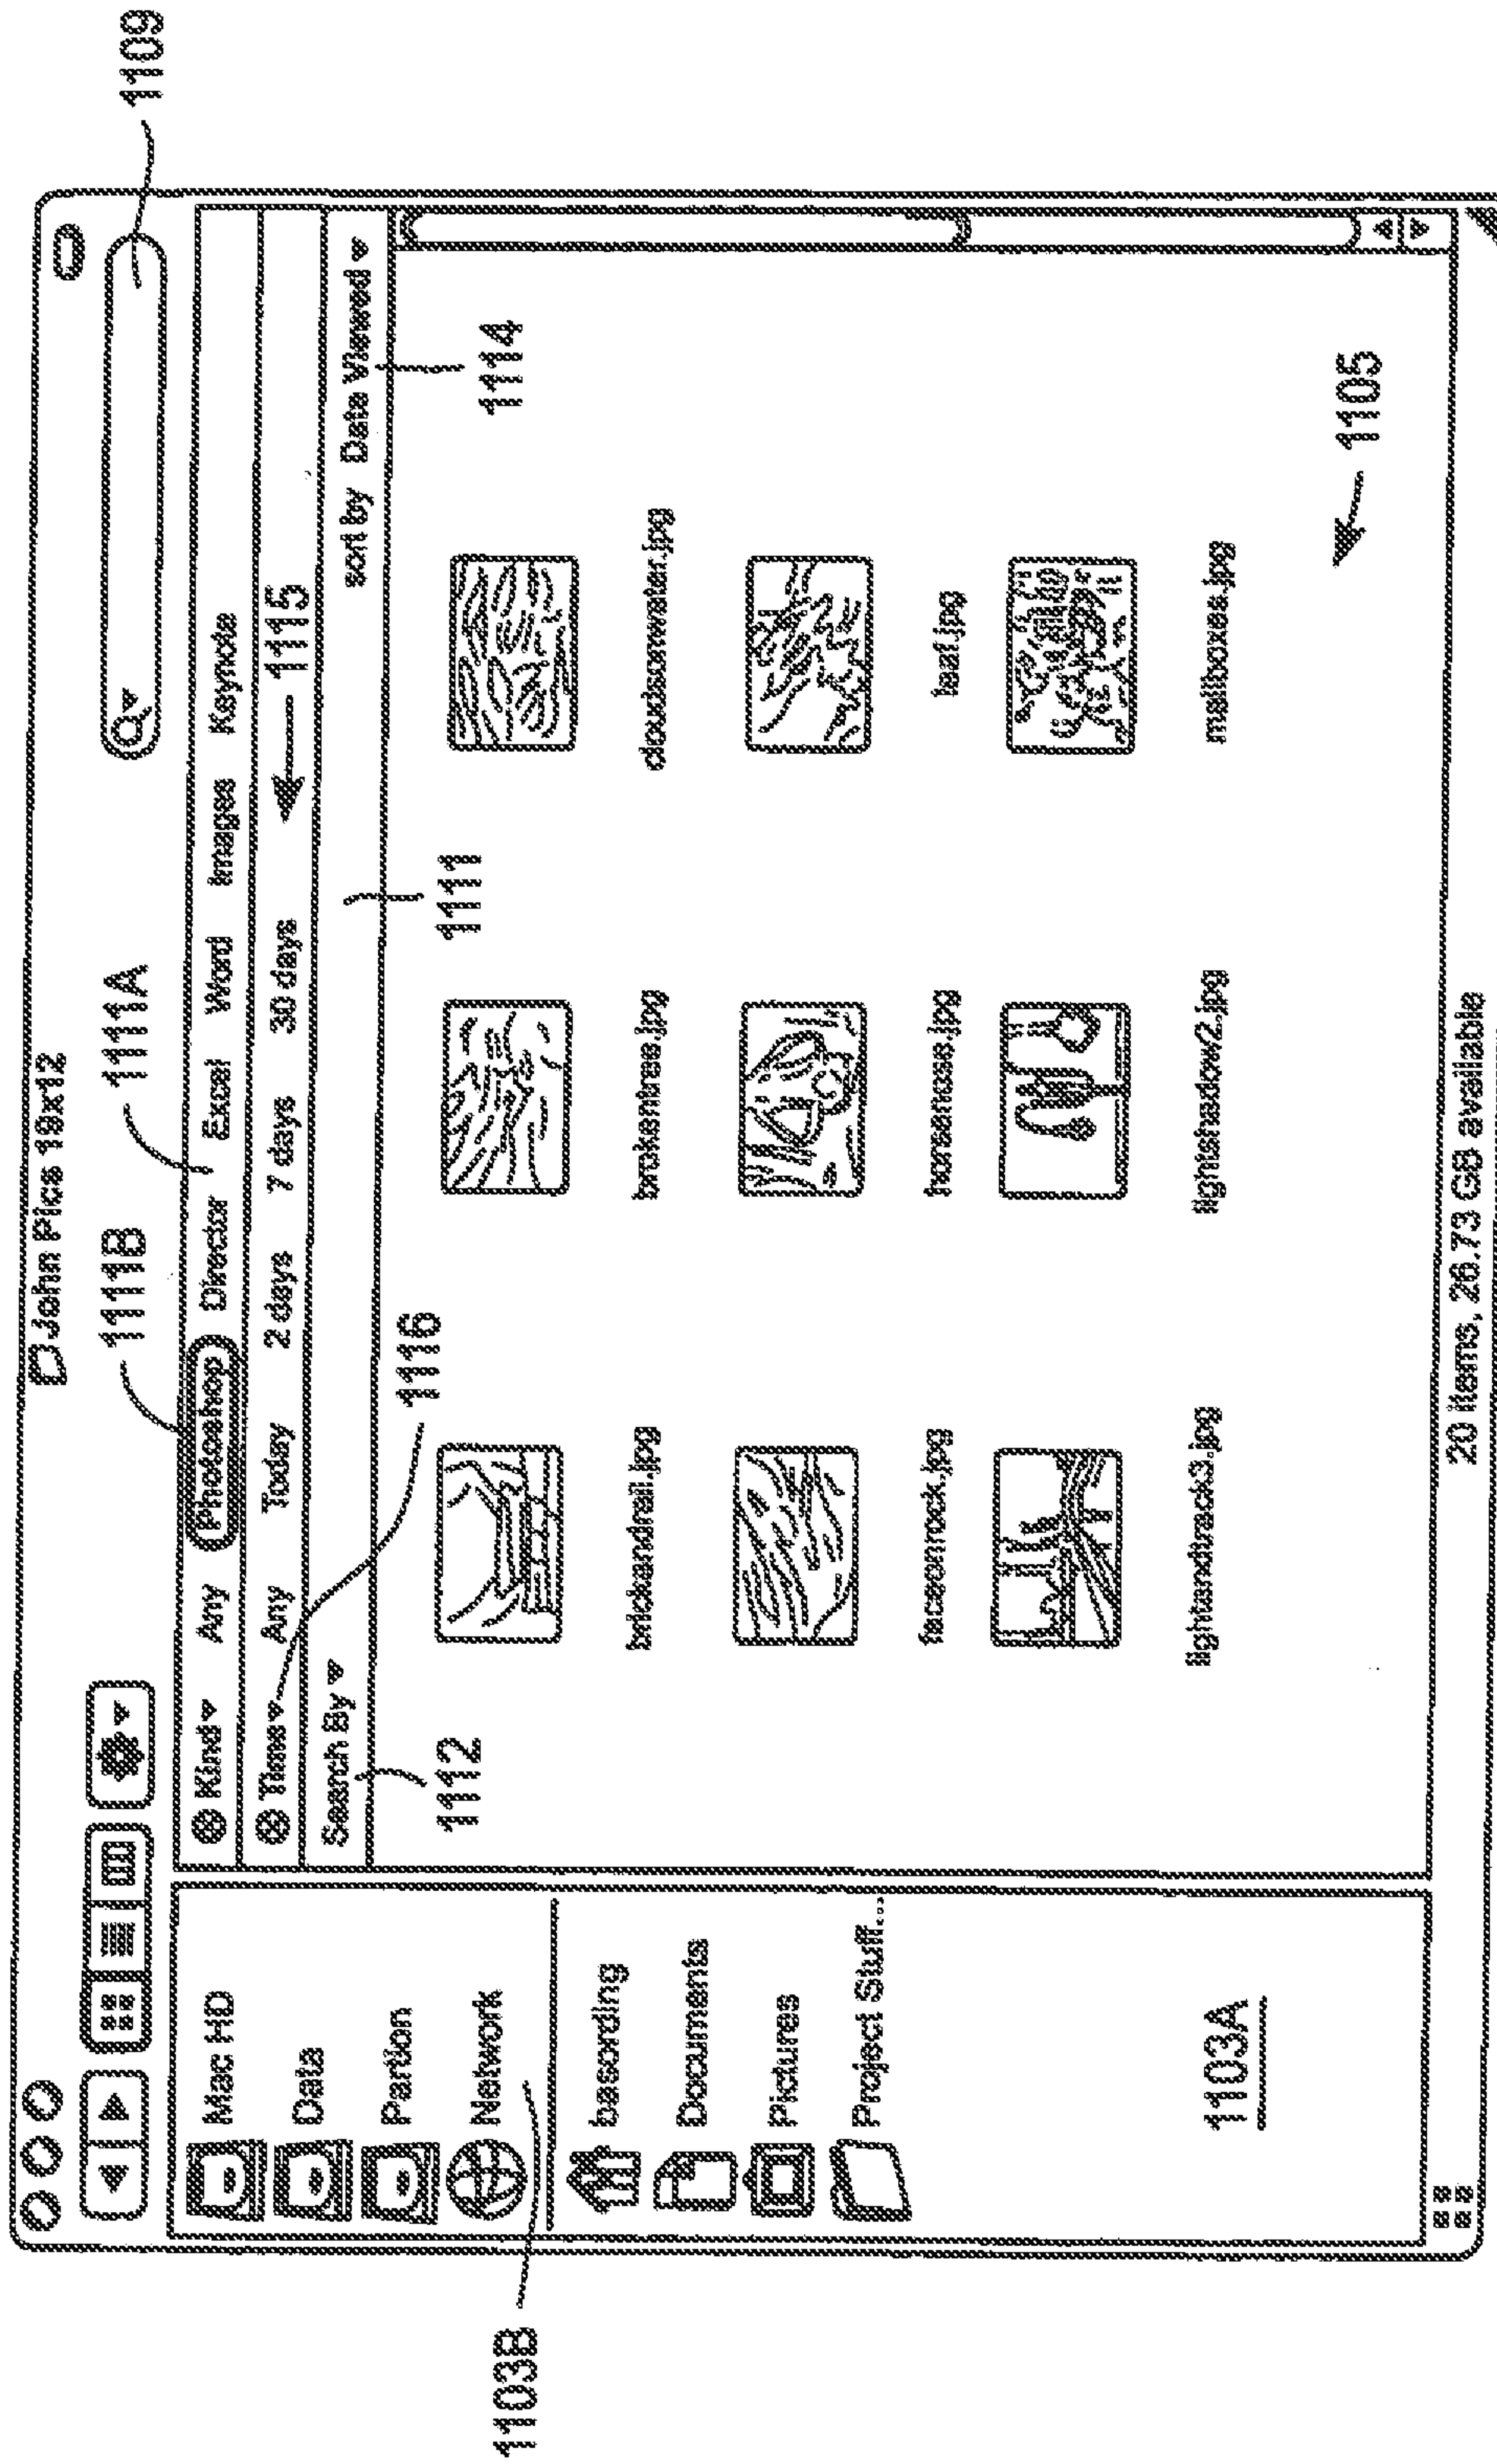 John Pics 19x12
1109
1111B
1111A
Kind Any Photoshop Director Excel Word Images Keynote
Time Any Today 2 days 7 days 30 days
1115
Search By
sort by Date Viewed
1116
1112
1111
1114
Mac HD
Data
Partion
Network
1103B
basording
Documents
Pictures
Project Stuff...
1103A
brickandrail.jpg
brokentree.jpg
cloudsonwater.jpg
faceonrock.jpg
horsenose.jpg
leaf.jpg
lightandtrack3.jpg
lightshadow2.jpg
mailboxes.jpg
1105
20 items, 26.73 GB available